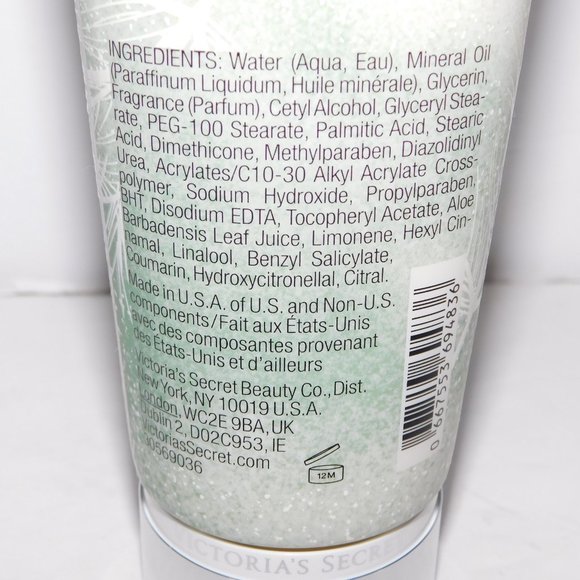 INGREDIENTS: Water (Aqua, Eau), Mineral Oil
(Paraffinum Liquidum, Huile minérale), Glycerin,
Fragrance (Parfum), Cetyl Alcohol, Glyceryl Stea-
rate, PEG-100 Stearate, Palmitic Acid, Stearic
Acid, Dimethicone, Methylparaben, Diazolidinyl
Urea, Acrylates/C10-30 Alkyl Acrylate Cross-
polymer, Sodium Hydroxide, Propylparaben,
BHT, Disodium EDTA, Tocopheryl Acetate, Aloe
Barbadensis Leaf Juice, Limonene, Hexyl Cin-
namal, Linalool, Benzyl Salicylate,
Coumarin, Hydroxycitronellal, Citral.
Made in U.S.A. of U.S. and Non-U.S.
components/Fait aux États-Unis
avec des composantes provenant
des États-Unis et d'ailleurs
Victoria's Secret Beauty Co., Dist.
New York, NY 10019 U.S.A.
London, WC2E 9BA,UK
Dublin 2, D02C953, IE
VictoriasSecret.com
30569036
12M
0 667553 694836
VICTORIA'S SECRET